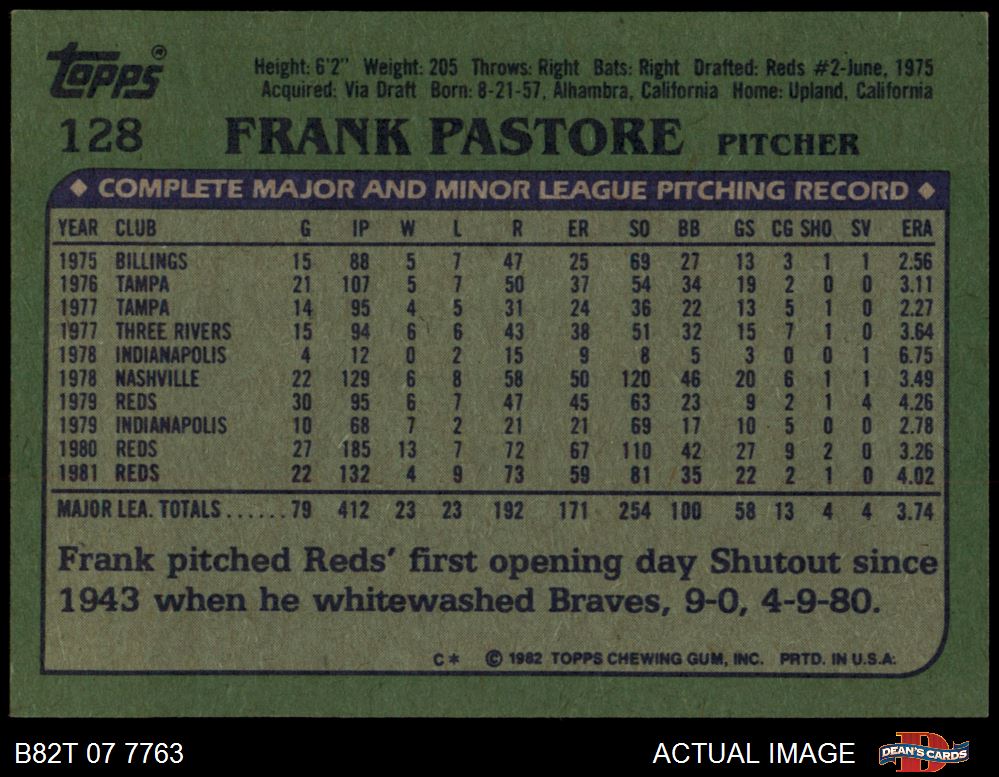 Topps®
Height: 6'2" Weight: 205 Throws: Right Bats: Right Drafted: Reds #2-June, 1975
Acquired: Via Draft Born: 8-21-57, Alhambra, California Home: Upland, California
128 FRANK PASTORE PITCHER
◆ COMPLETE MAJOR AND MINOR LEAGUE PITCHING RECORD ◆
YEAR CLUB G IP W L R ER SO BB GS CG SHO SV ERA
1975 BILLINGS 15 88 5 7 47 25 69 27 13 3 1 1 2.56
1976 TAMPA 21 107 5 7 50 37 54 34 19 2 0 0 3.11
1977 TAMPA 14 95 4 5 31 24 36 22 13 5 1 0 2.27
1977 THREE RIVERS 15 94 6 6 43 38 51 32 15 7 1 0 3.64
1978 INDIANAPOLIS 4 12 0 2 15 9 8 5 3 0 0 1 6.75
1978 NASHVILLE 22 129 6 8 58 50 120 46 20 6 1 1 3.49
1979 REDS 30 95 6 7 47 45 63 23 9 2 1 4 4.26
1979 INDIANAPOLIS 10 68 7 2 21 21 69 17 10 5 0 0 2.78
1980 REDS 27 185 13 7 72 67 110 42 27 9 2 0 3.26
1981 REDS 22 132 4 9 73 59 81 35 22 2 1 0 4.02
MAJOR LEA. TOTALS......79 412 23 23 192 171 254 100 58 13 4 4 3.74
Frank pitched Reds' first opening day Shutout since
1943 when he whitewashed Braves, 9-0, 4-9-80.
C* © 1982 TOPPS CHEWING GUM, INC. PRTD. IN U.S.A.
B82T 07 7763 ACTUAL IMAGE DEAN'S CARDS